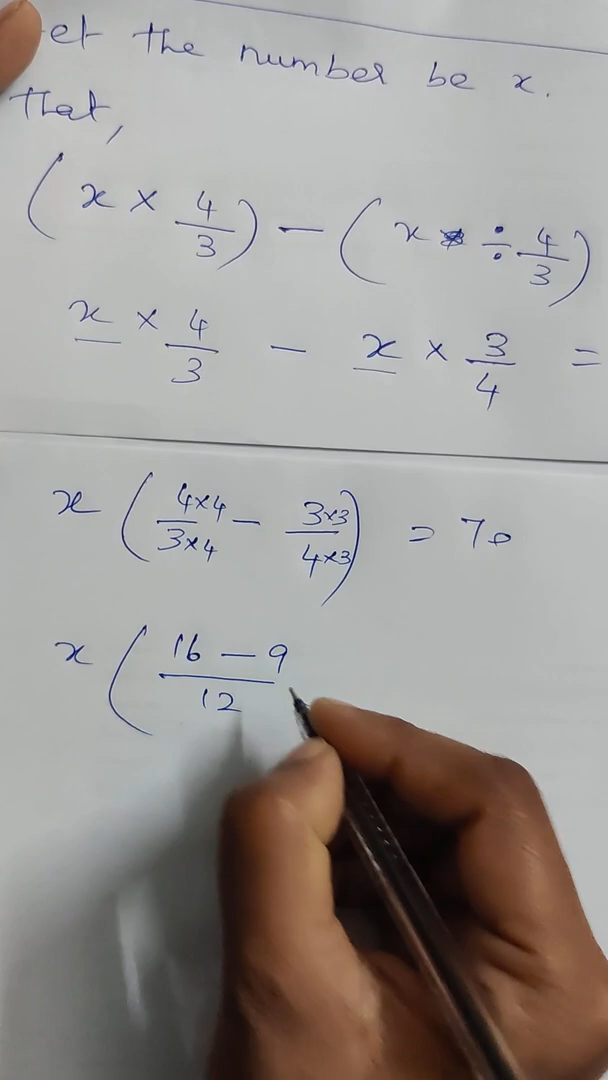 et the number be x.
That,
(x × 4/3) − (x ÷ 4/3)
x × 4/3 − x × 3/4 =
x (4×4/3×4 − 3×3/4×3) = 70
x (16 − 9/12